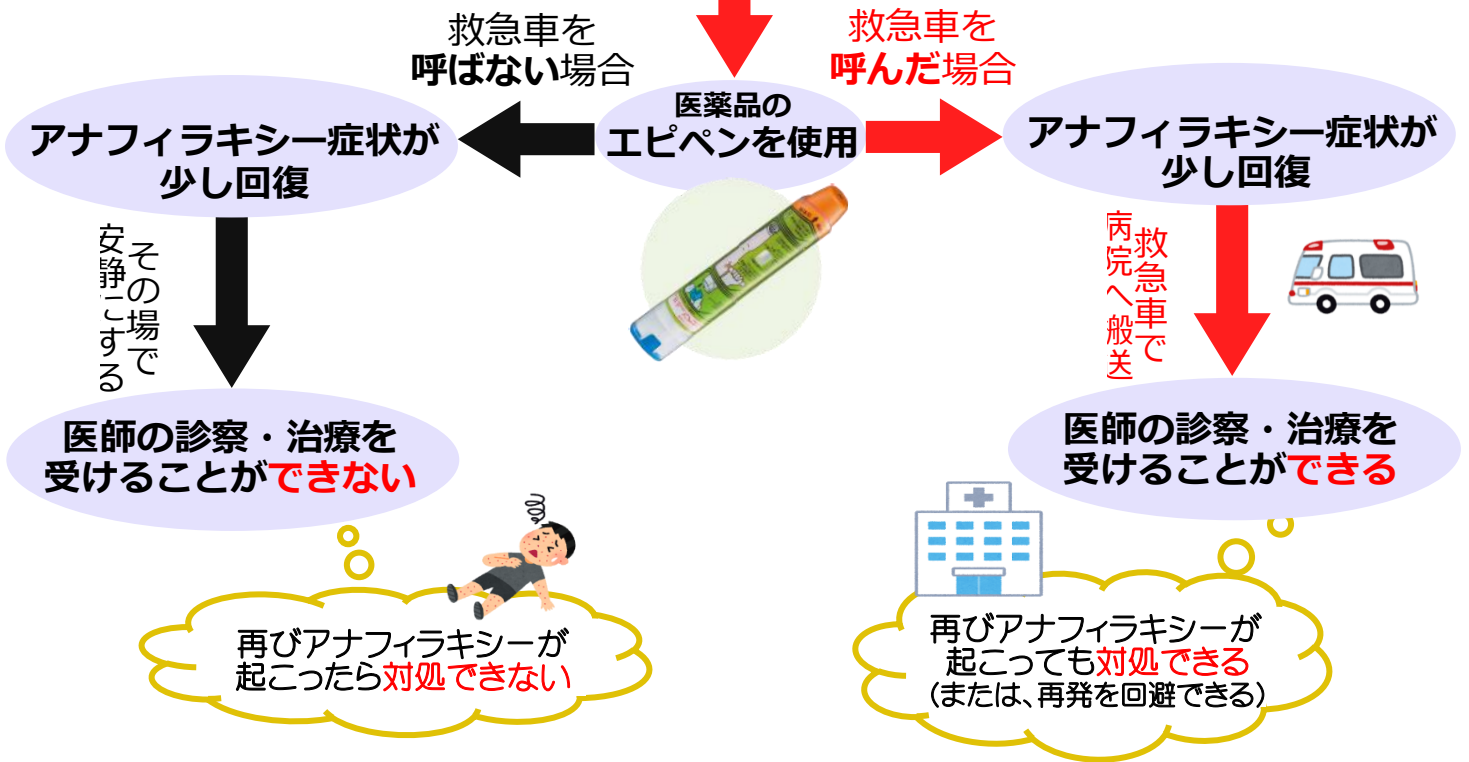 救急車を
呼ばない場合
救急車を
呼んだ場合
医薬品の
エピペンを使用
アナフィラキシー症状が
少し回復
アナフィラキシー症状が
少し回復
その場で
安静にする
救急車で
病院へ搬送
医師の診察・治療を
受けることができない
医師の診察・治療を
受けることができる
再びアナフィラキシーが
起こったら対処できない
再びアナフィラキシーが
起こっても対処できる
(または、再発を回避できる)